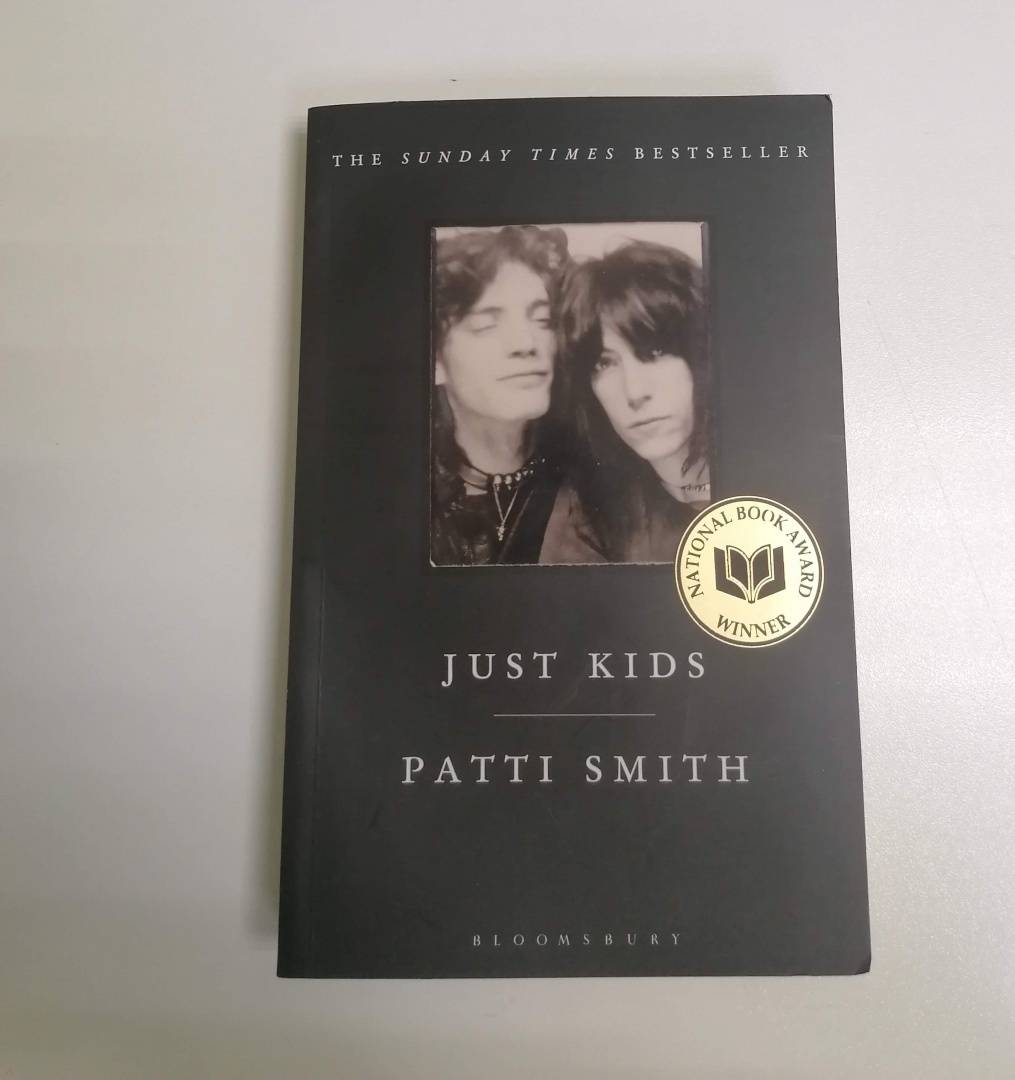 THE SUNDAY TIMES BESTSELLER
NATIONAL BOOK AWARD
WINNER
JUST KIDS
PATTI SMITH
BLOOMSBURY